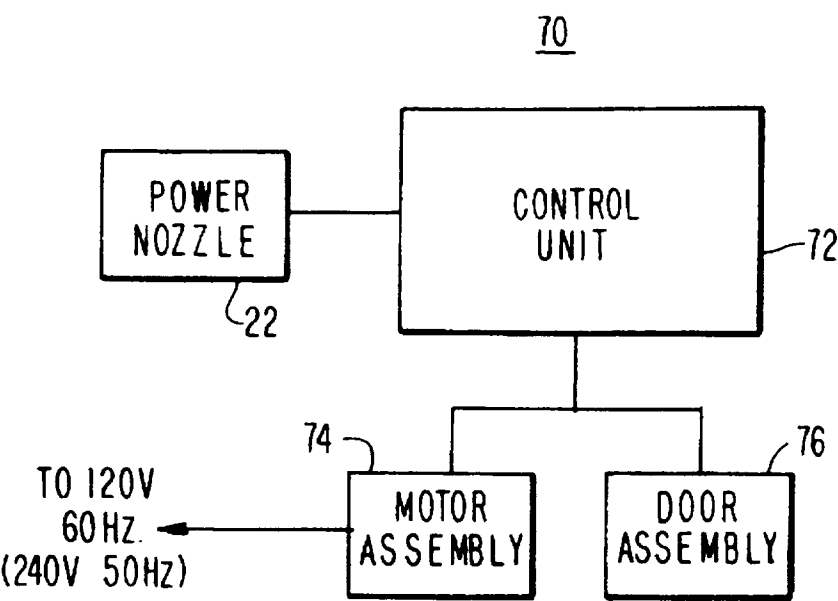 70
POWER
NOZZLE
22
CONTROL
UNIT
72
74
76
TO 120V
60HZ.
(240V 50HZ)
MOTOR
ASSEMBLY
DOOR
ASSEMBLY